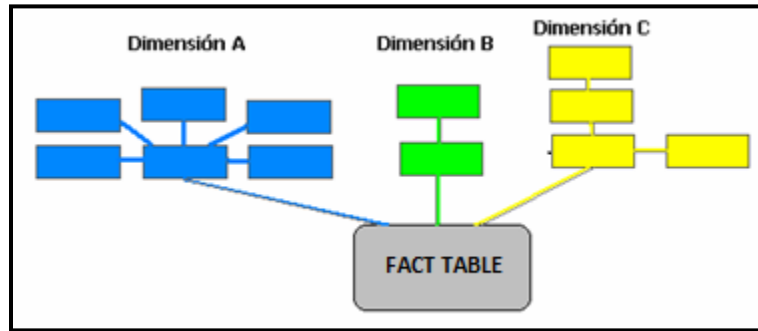 Dimensión A
Dimensión B
Dimensión C
FACT TABLE